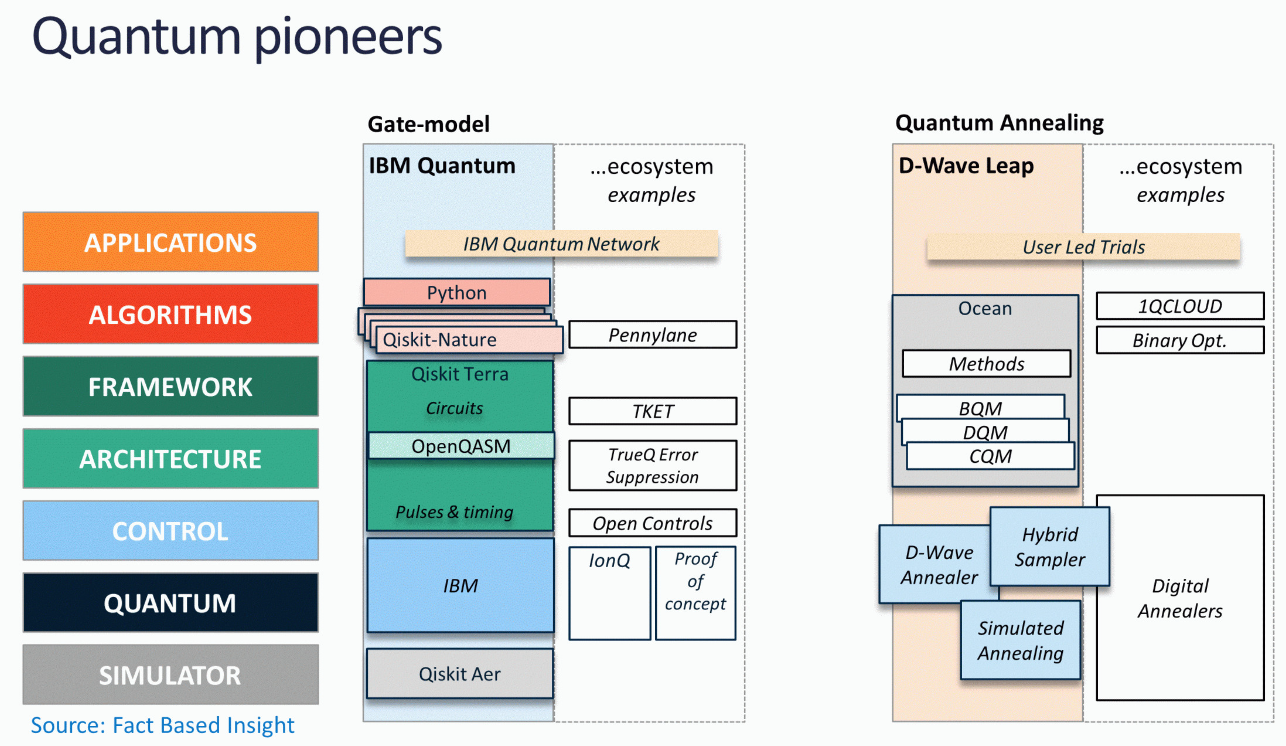 Quantum pioneers
Gate-model
Quantum Annealing
IBM Quantum
...ecosystem
examples
D-Wave Leap
...ecosystem
examples
APPLICATIONS
ALGORITHMS
FRAMEWORK
ARCHITECTURE
CONTROL
QUANTUM
SIMULATOR
IBM Quantum Network
Python
Qiskit-Nature
Pennylane
Qiskit Terra
Circuits
TKET
OpenQASM
TrueQ Error
Suppression
Pulses & timing
Open Controls
IBM
IonQ
Proof
of
concept
Qiskit Aer
User Led Trials
Ocean
1QCLOUD
Binary Opt.
Methods
BQM
DQM
CQM
Hybrid
Sampler
D-Wave
Annealer
Simulated
Annealing
Digital
Annealers
Source: Fact Based Insight